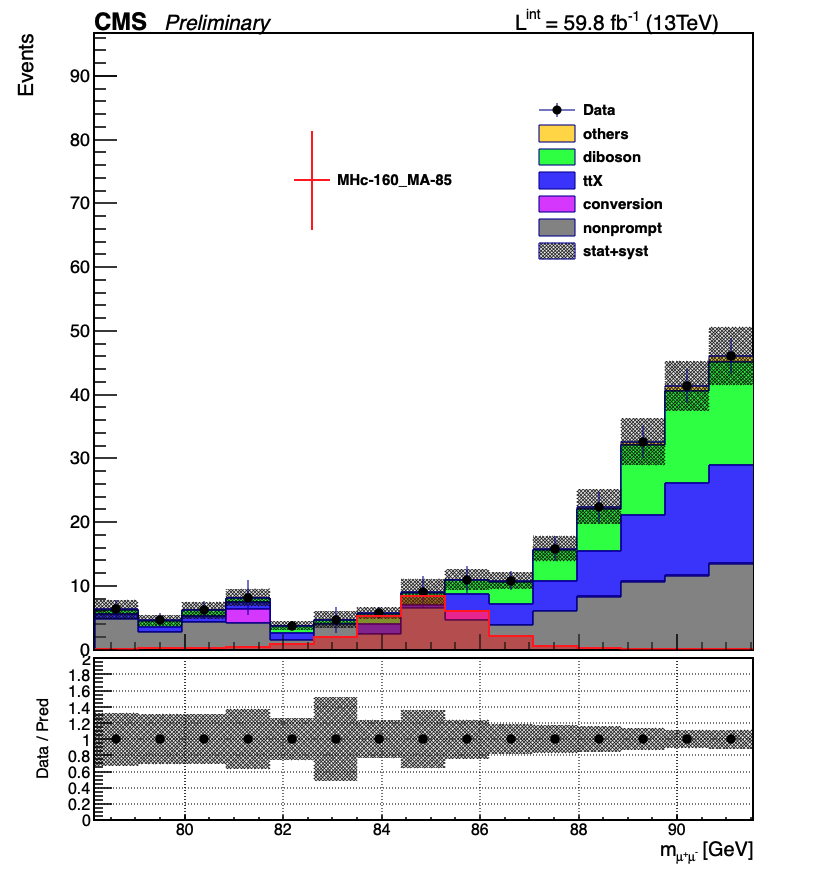 CMS Preliminary L^int = 59.8 fb^-1 (13TeV)
Events
90
80
70
60
50
40
30
20
10
0
Data
others
diboson
ttX
conversion
nonprompt
stat+syst
MHc-160_MA-85
Data / Pred
2
1.8
1.6
1.4
1.2
1
0.8
0.6
0.4
0.2
0
80 82 84 86 88 90
m_μ+μ- [GeV]